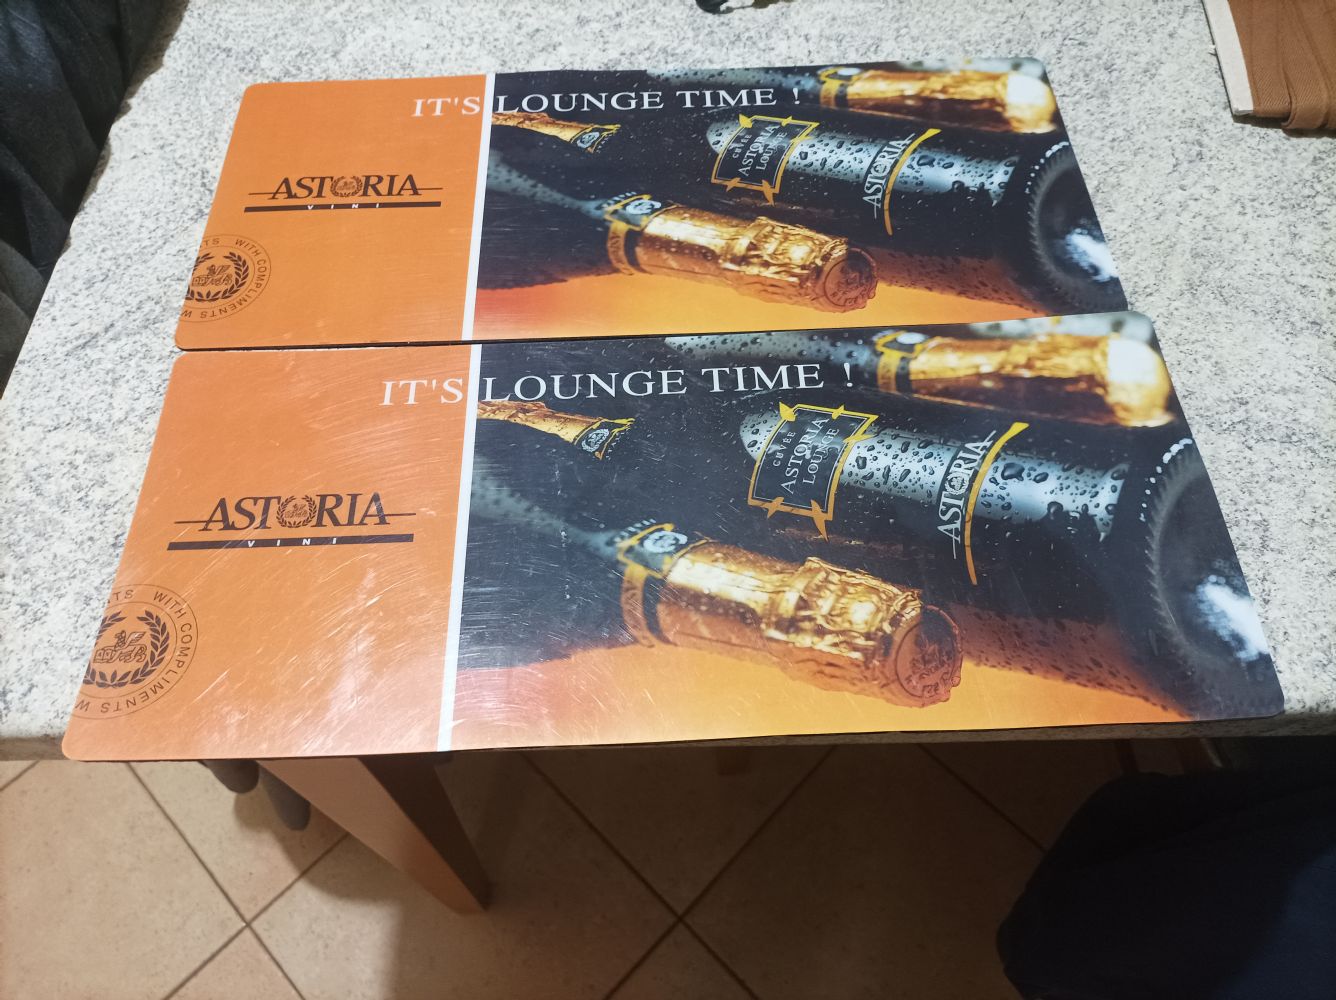 IT'S LOUNGE TIME !
CUVÉE
ASTORIA
LOUNGE
ASTORIA
ASTORIA
VINI
WITH COMPLIMENTS
IT'S LOUNGE TIME !
CUVÉE
ASTORIA
LOUNGE
ASTORIA
ASTORIA
VINI
WITH COMPLIMENTS